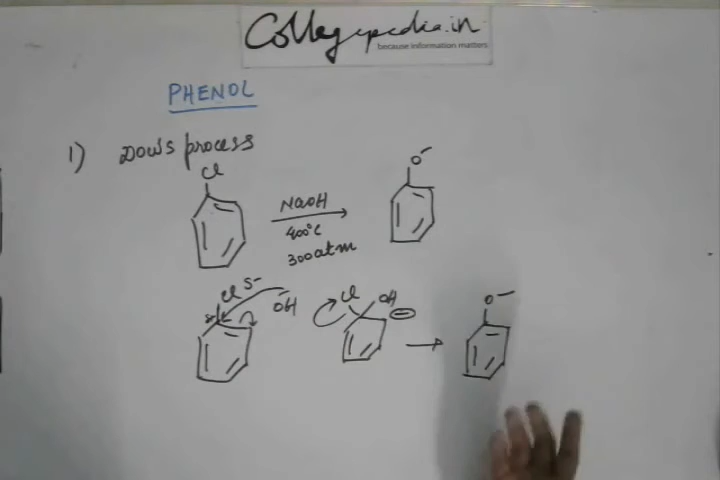 Collegepedia.in
because information matters
PHENOL
1) DOW'S process
Cl
O⁻
NaOH
400°C
300atm
Cl δ-
δ+
OH⁻
Cl OH
⊖
O⁻